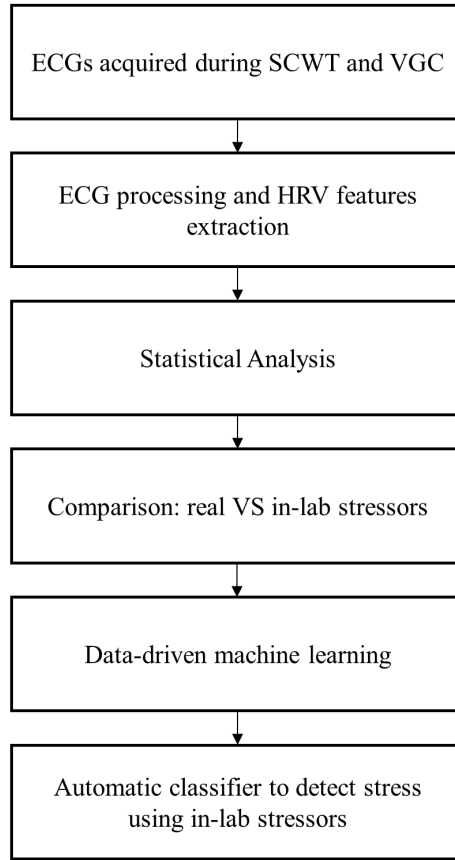 ECGs acquired during SCWT and VGC
ECG processing and HRV features
extraction
Statistical Analysis
Comparison: real VS in-lab stressors
Data-driven machine learning
Automatic classifier to detect stress
using in-lab stressors